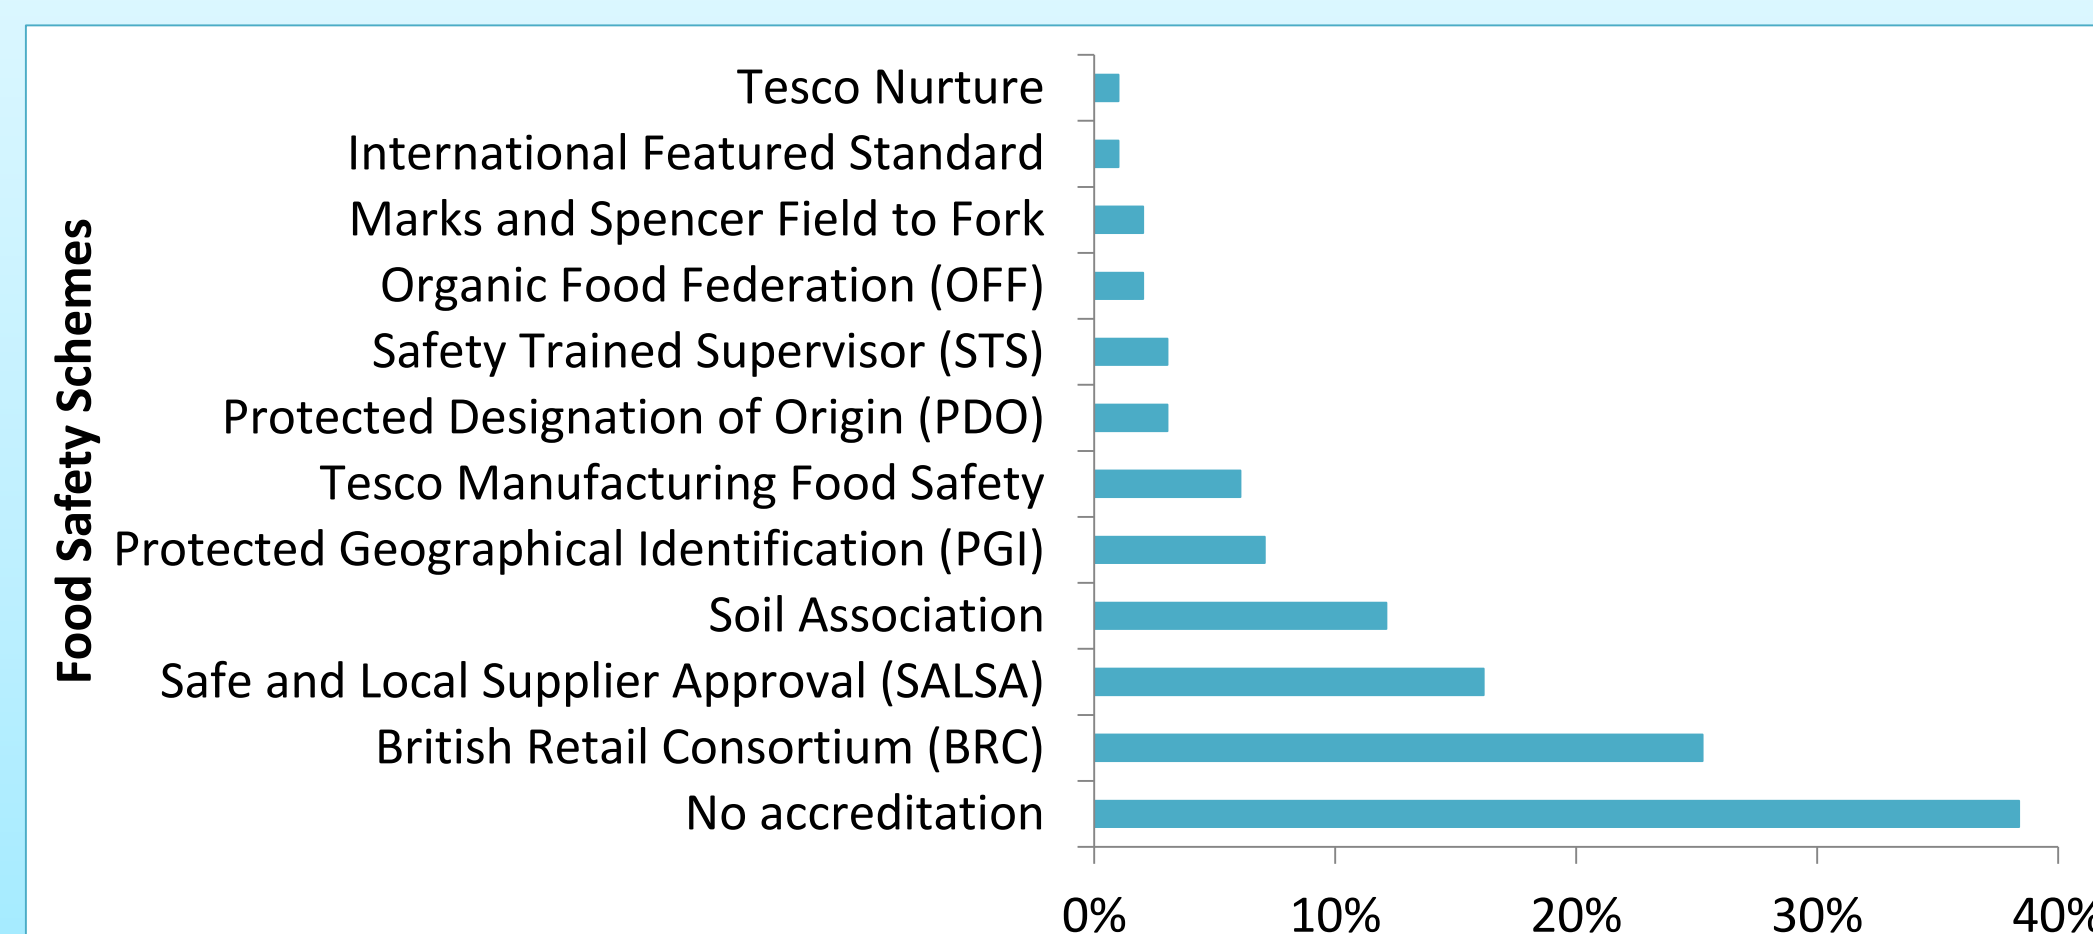 Food Safety Schemes
Tesco Nurture
International Featured Standard
Marks and Spencer Field to Fork
Organic Food Federation (OFF)
Safety Trained Supervisor (STS)
Protected Designation of Origin (PDO)
Tesco Manufacturing Food Safety
Protected Geographical Identification (PGI)
Soil Association
Safe and Local Supplier Approval (SALSA)
British Retail Consortium (BRC)
No accreditation
0% 10% 20% 30% 40%